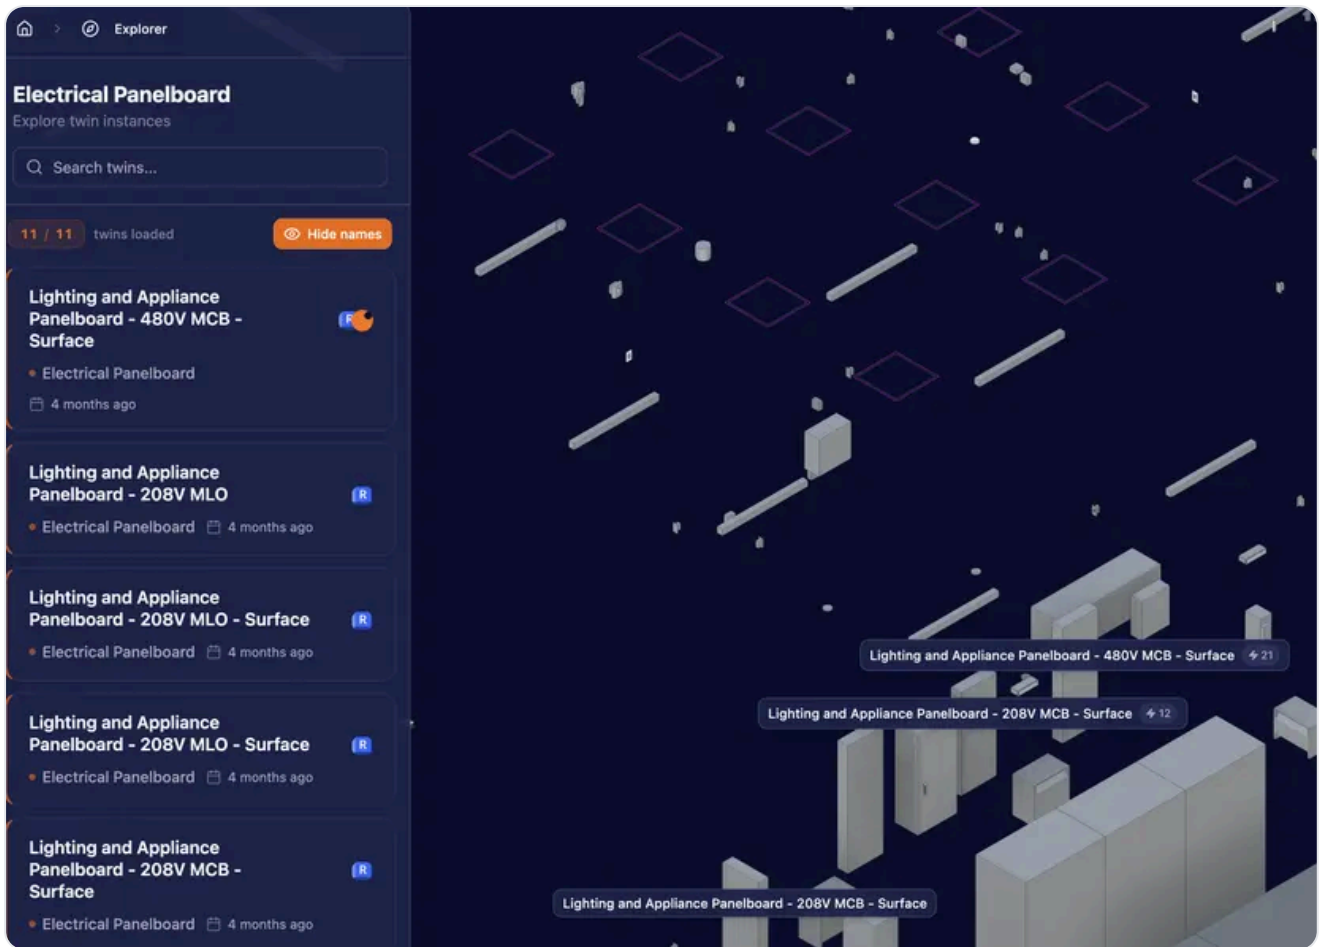 Explorer
Electrical Panelboard
Explore twin instances
Search twins...
11 / 11 twins loaded
Hide names
Lighting and Appliance
Panelboard - 480V MCB -
Surface
R
Electrical Panelboard
4 months ago
Lighting and Appliance
Panelboard - 208V MLO
R
Electrical Panelboard 4 months ago
Lighting and Appliance
Panelboard - 208V MLO - Surface
R
Electrical Panelboard 4 months ago
Lighting and Appliance
Panelboard - 208V MLO - Surface
R
Electrical Panelboard 4 months ago
Lighting and Appliance
Panelboard - 208V MCB -
Surface
R
Electrical Panelboard 4 months ago
Lighting and Appliance Panelboard - 480V MCB - Surface 21
Lighting and Appliance Panelboard - 208V MCB - Surface 12
Lighting and Appliance Panelboard - 208V MCB - Surface